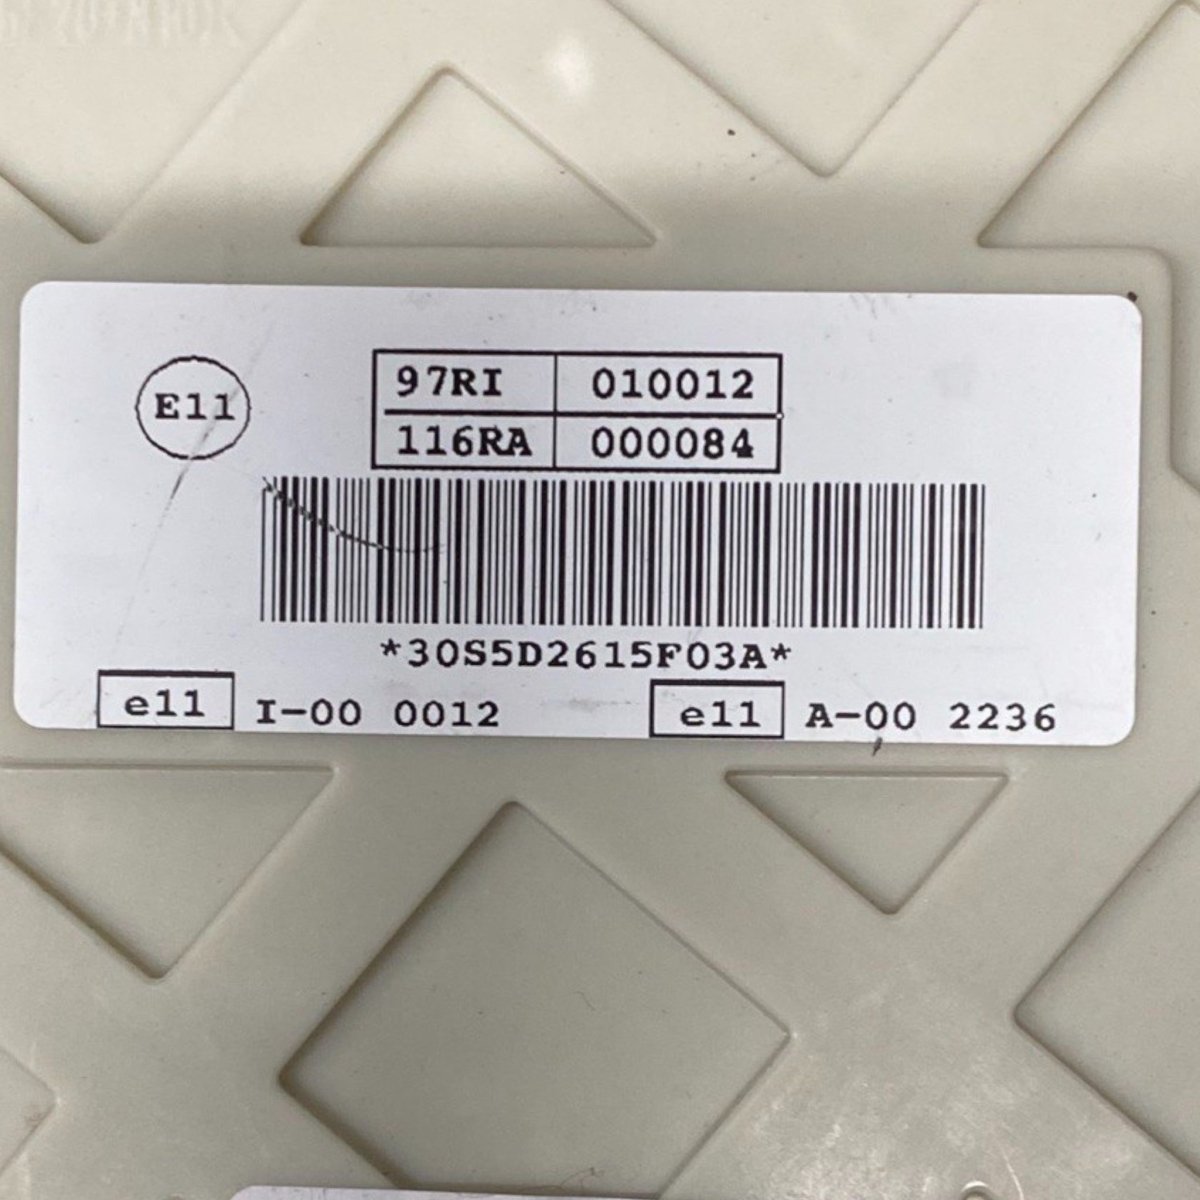 E11
97RI 010012
116RA 000084
*30S5D2615F03A*
e11 I-00 0012 e11 A-00 2236